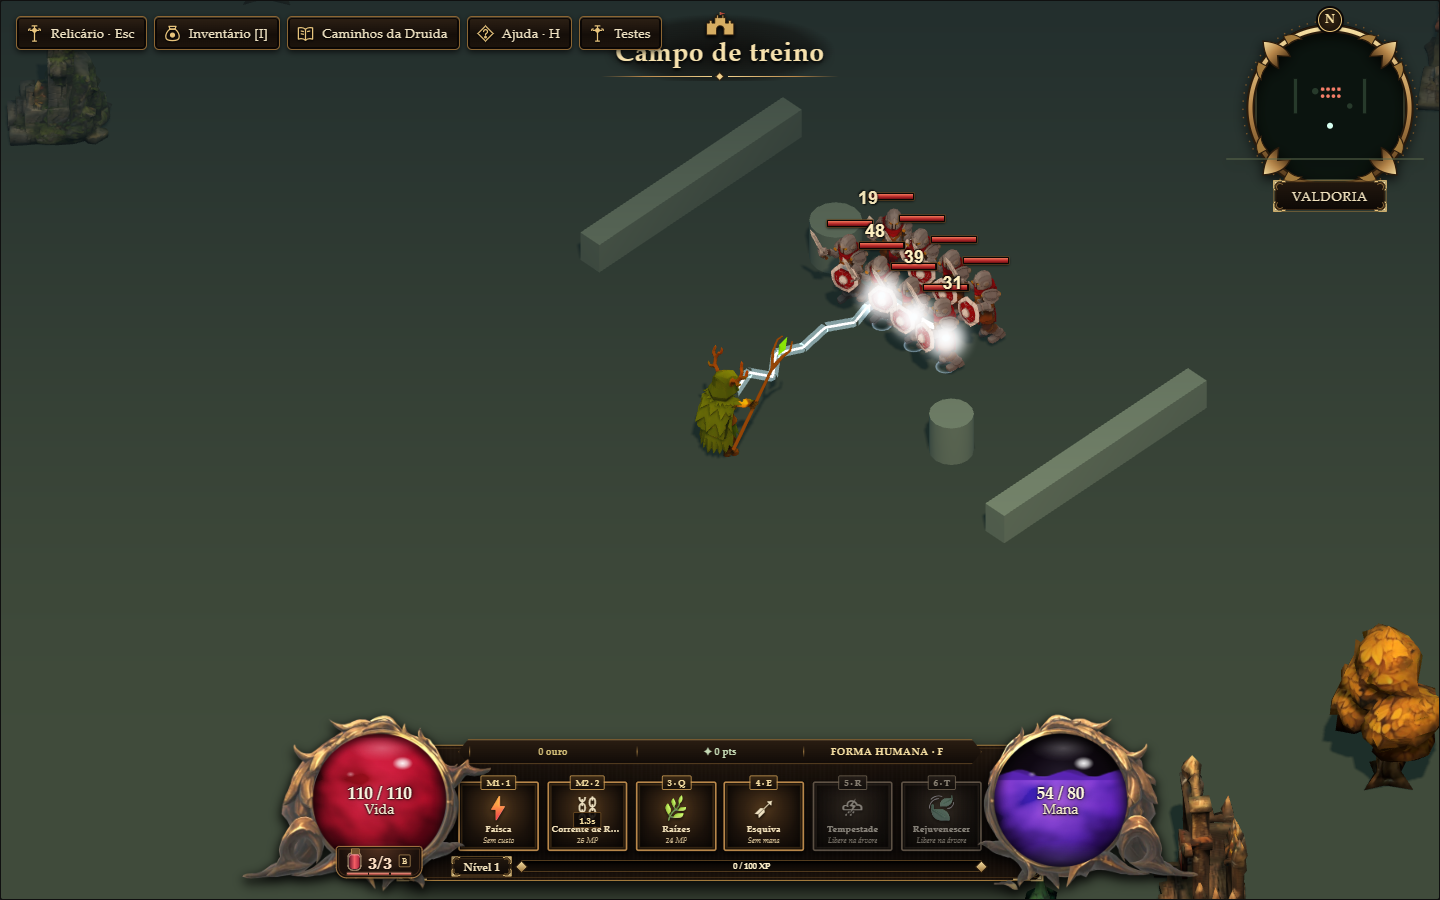 Relicário · Esc
Inventário [I]
Caminhos da Druida
Ajuda · H
Testes
Campo de treino
N
VALDORIA
19
48
39
31
0 ouro
0 pts
FORMA HUMANA · F
110 / 110
Vida
3/3
B
M1 · 1
Faísca
Sem custo
M2 · 2
1.3s
Corrente de R...
26 MP
3 · Q
Raízes
24 MP
4 · E
Esquiva
Sem mana
5 · R
Tempestade
Libere na árvore
6 · T
Rejuvenescer
Libere na árvore
54 / 80
Mana
Nível 1
0 / 100 XP